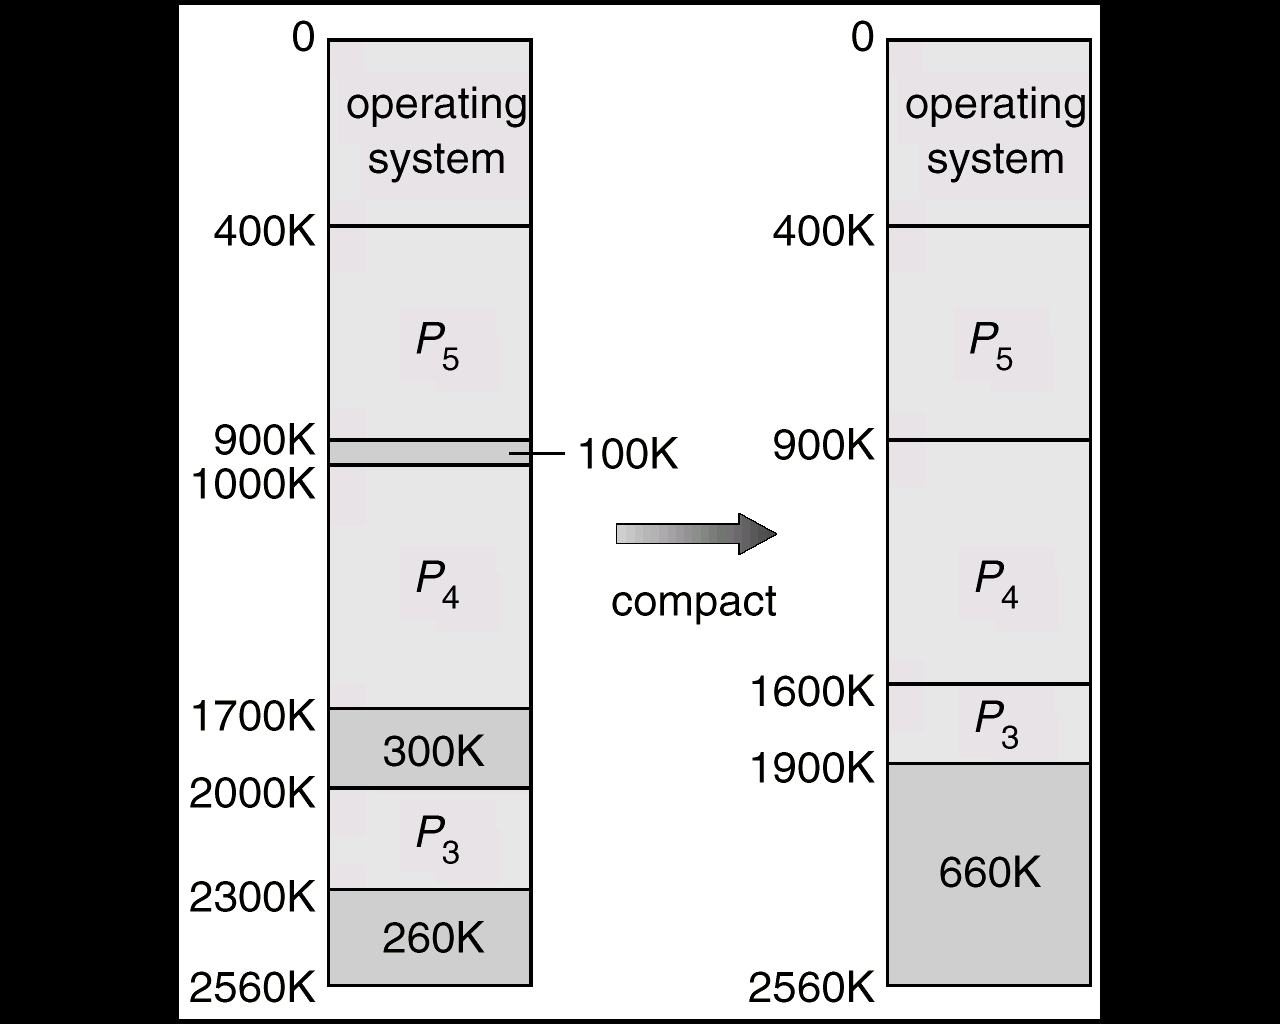 0
operating
system
400K
P5
900K
100K
1000K
P4
1700K
300K
2000K
P3
2300K
260K
2560K
compact
0
operating
system
400K
P5
900K
P4
1600K
P3
1900K
660K
2560K